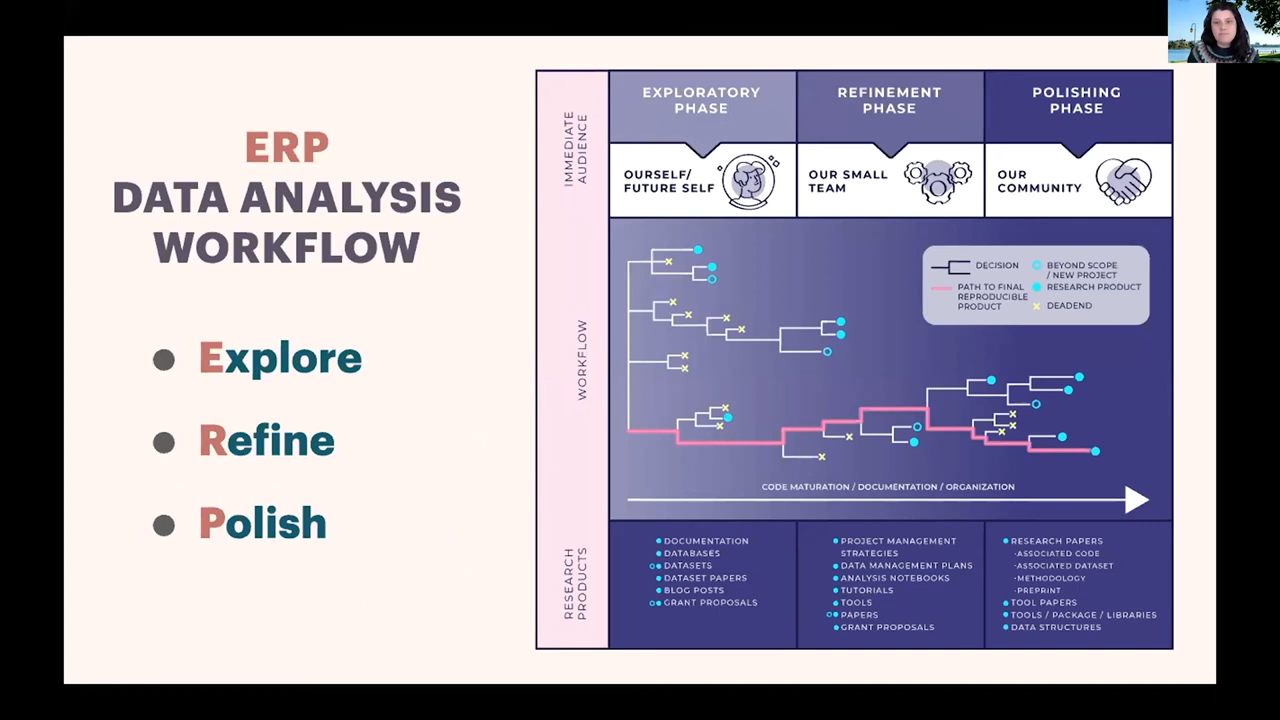 ERP
DATA ANALYSIS
WORKFLOW
Explore
Refine
Polish
IMMEDIATE
AUDIENCE
EXPLORATORY
PHASE
REFINEMENT
PHASE
POLISHING
PHASE
OURSELF/
FUTURE SELF
OUR SMALL
TEAM
OUR
COMMUNITY
WORKFLOW
DECISION
PATH TO FINAL
REPRODUCIBLE
PRODUCT
BEYOND SCOPE
/ NEW PROJECT
RESEARCH PRODUCT
DEADEND
CODE MATURATION / DOCUMENTATION / ORGANIZATION
RESEARCH
PRODUCTS
DOCUMENTATION
DATABASES
DATASETS
DATASET PAPERS
BLOG POSTS
GRANT PROPOSALS
PROJECT MANAGEMENT
STRATEGIES
DATA MANAGEMENT PLANS
ANALYSIS NOTEBOOKS
TUTORIALS
TOOLS
PAPERS
GRANT PROPOSALS
RESEARCH PAPERS
-ASSOCIATED CODE
-ASSOCIATED DATASET
-METHODOLOGY
-PREPRINT
TOOL PAPERS
TOOLS / PACKAGE / LIBRARIES
DATA STRUCTURES